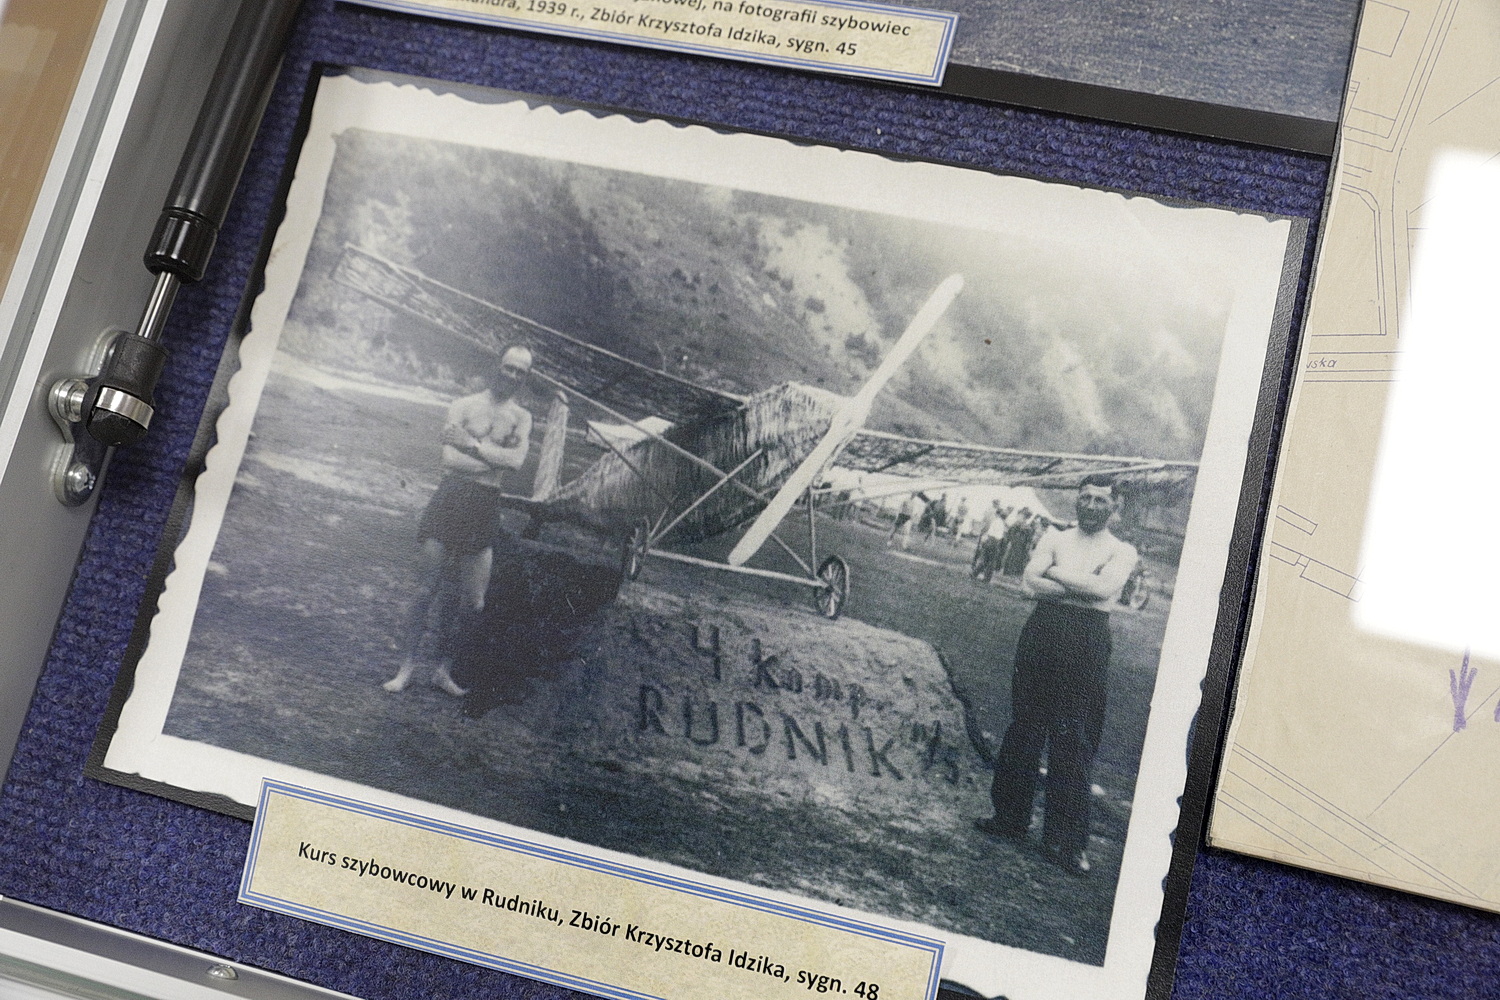 na fotografii szybowiec
1939 r., Zbiór Krzysztofa Idzika, sygn. 45
4 Komp.
RUDNIK
Kurs szybowcowy w Rudniku, Zbiór Krzysztofa Idzika, sygn. 48